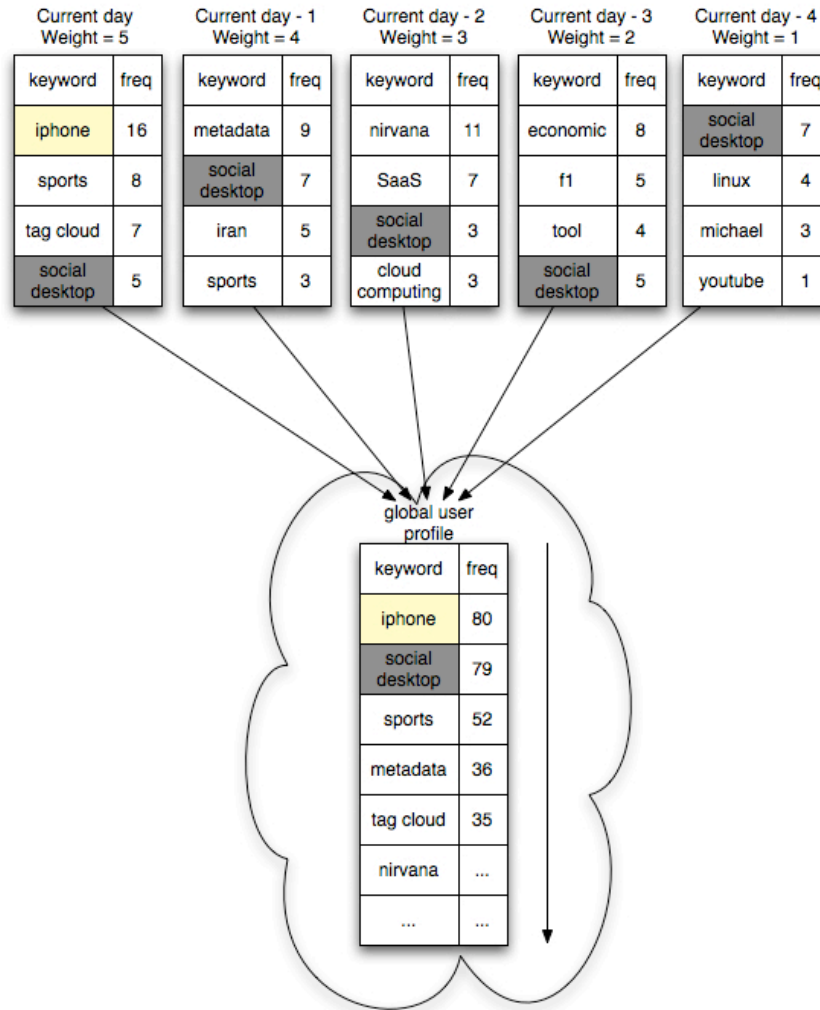 Current day
Weight = 5
keyword freq
iphone 16
sports 8
tag cloud 7
social
desktop 5
Current day - 1
Weight = 4
keyword freq
metadata 9
social
desktop 7
iran 5
sports 3
Current day - 2
Weight = 3
keyword freq
nirvana 11
SaaS 7
social
desktop 3
cloud
computing 3
Current day - 3
Weight = 2
keyword freq
economic 8
f1 5
tool 4
social
desktop 5
Current day - 4
Weight = 1
keyword freq
social
desktop 7
linux 4
michael 3
youtube 1
global user
profile
keyword freq
iphone 80
social
desktop 79
sports 52
metadata 36
tag cloud 35
nirvana ...
... ...